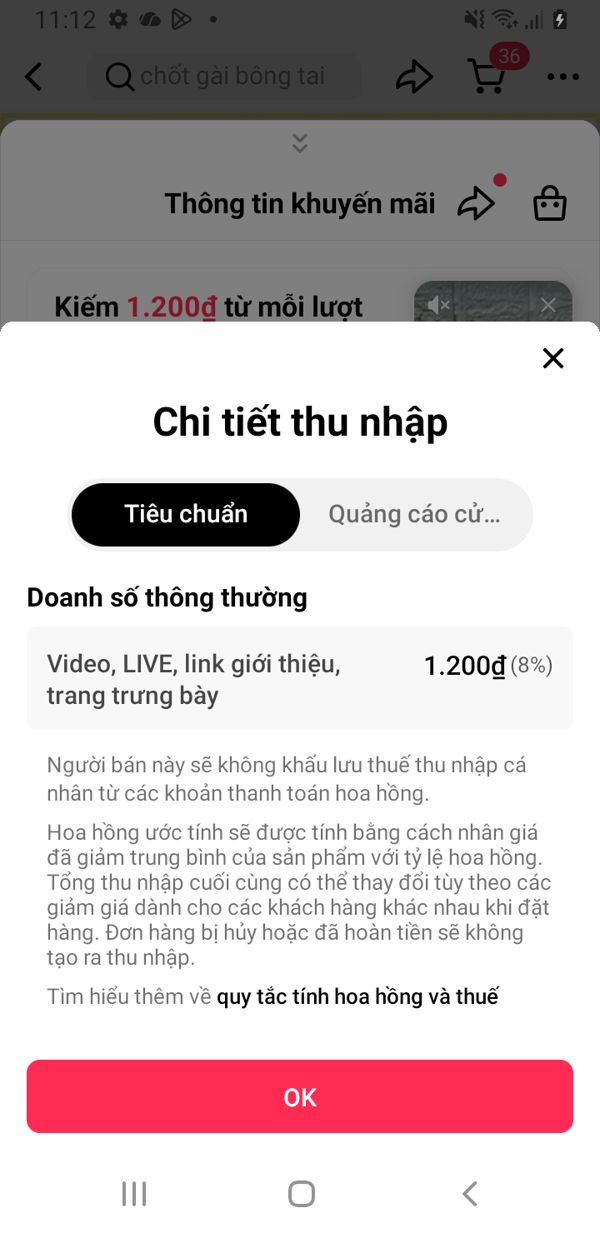 11:12
chốt gài bông tai
36
Thông tin khuyến mãi
Kiếm 1.200₫ từ mỗi lượt
Chi tiết thu nhập
Tiêu chuẩn
Quảng cáo cử...
Doanh số thông thường
Video, LIVE, link giới thiệu,
trang trưng bày
1.200₫ (8%)
Người bán này sẽ không khấu lưu thuế thu nhập cá
nhân từ các khoản thanh toán hoa hồng.
Hoa hồng ước tính sẽ được tính bằng cách nhân giá
đã giảm trung bình của sản phẩm với tỷ lệ hoa hồng.
Tổng thu nhập cuối cùng có thể thay đổi tùy theo các
giảm giá dành cho các khách hàng khác nhau khi đặt
hàng. Đơn hàng bị hủy hoặc đã hoàn tiền sẽ không
tạo ra thu nhập.
Tìm hiểu thêm về quy tắc tính hoa hồng và thuế
OK